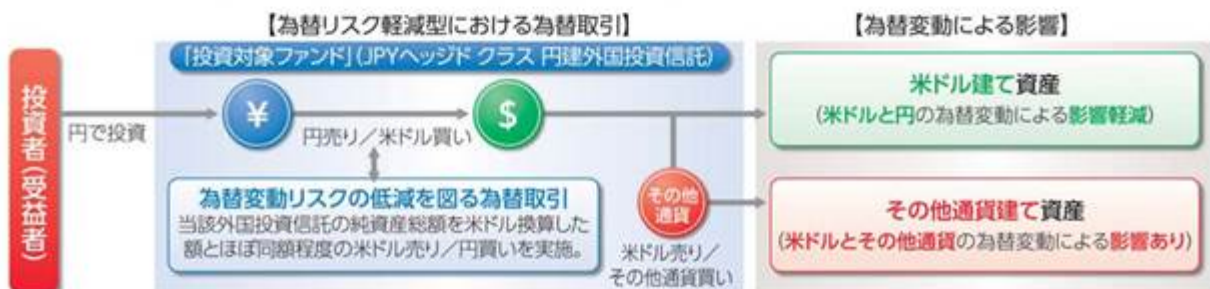 【為替リスク軽減型における為替取引】
【為替変動による影響】
「投資対象ファンド」(JPYヘッジド クラス 円建外国投資信託)
投資者(受益者)
円で投資
¥
円売り/米ドル買い
$
米ドル建て資産
(米ドルと円の為替変動による影響軽減)
為替変動リスクの低減を図る為替取引
当該外国投資信託の純資産総額を米ドル換算した
額とほぼ同額程度の米ドル売り/円買いを実施。
その他
通貨
米ドル売り/
その他通貨買い
その他通貨建て資産
(米ドルとその他通貨の為替変動による影響あり)